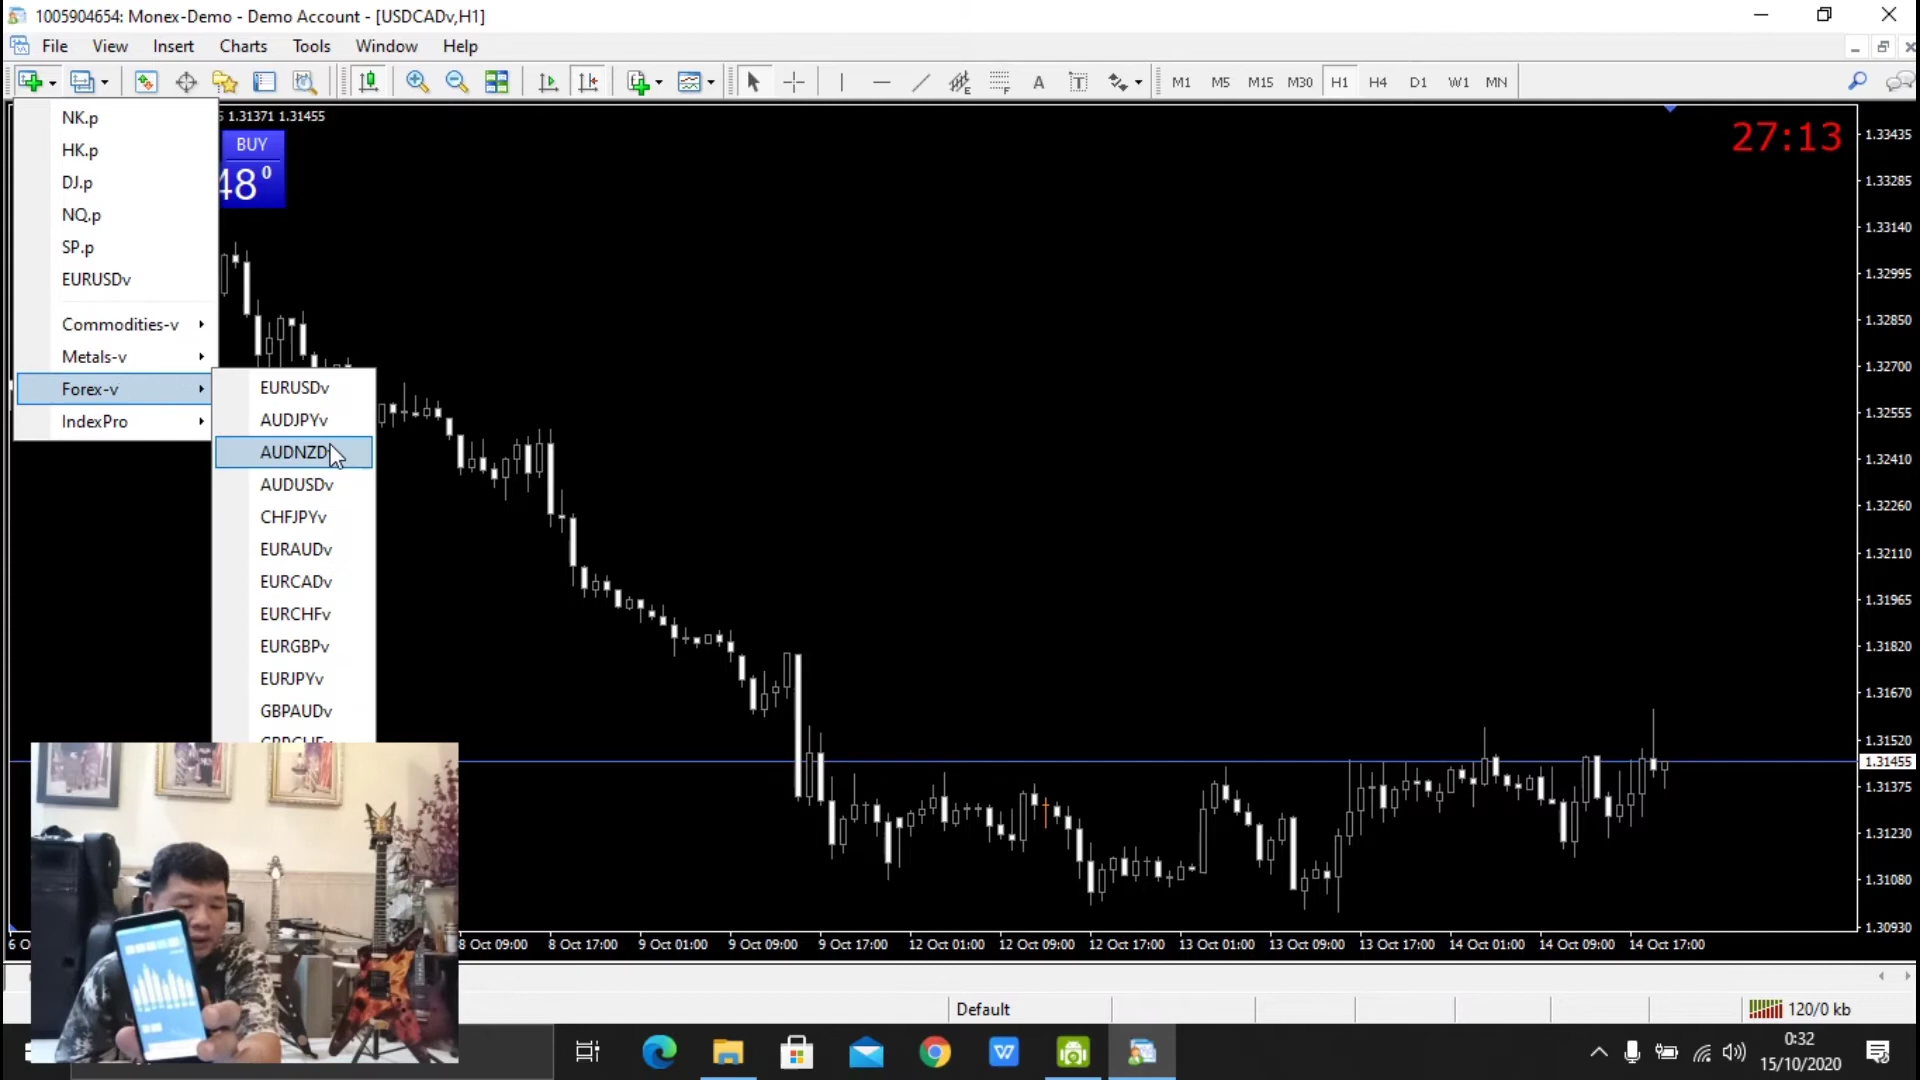 1005904654: Monex-Demo - Demo Account - [USDCADv,H1]
File View Insert Charts Tools Window Help
M1 M5 M15 M30 H1 H4 D1 W1 MN
1.31371 1.31455
27:13
BUY
48⁰
NK.p
HK.p
DJ.p
NQ.p
SP.p
EURUSDv
Commodities-v
Metals-v
Forex-v
IndexPro
EURUSDv
AUDJPYv
AUDNZD
AUDUSDv
CHFJPYv
EURAUDv
EURCADv
EURCHFv
EURGBPv
EURJPYv
GBPAUDv
1.33435
1.33285
1.33140
1.32995
1.32850
1.32700
1.32555
1.32410
1.32260
1.32110
1.31965
1.31820
1.31670
1.31520
1.31455
1.31375
1.31230
1.31080
1.30930
6 O 8 Oct 09:00 8 Oct 17:00 9 Oct 01:00 9 Oct 09:00 9 Oct 17:00 12 Oct 01:00 12 Oct 09:00 12 Oct 17:00 13 Oct 01:00 13 Oct 09:00 13 Oct 17:00 14 Oct 01:00 14 Oct 09:00 14 Oct 17:00
Default
120/0 kb
0:32
15/10/2020